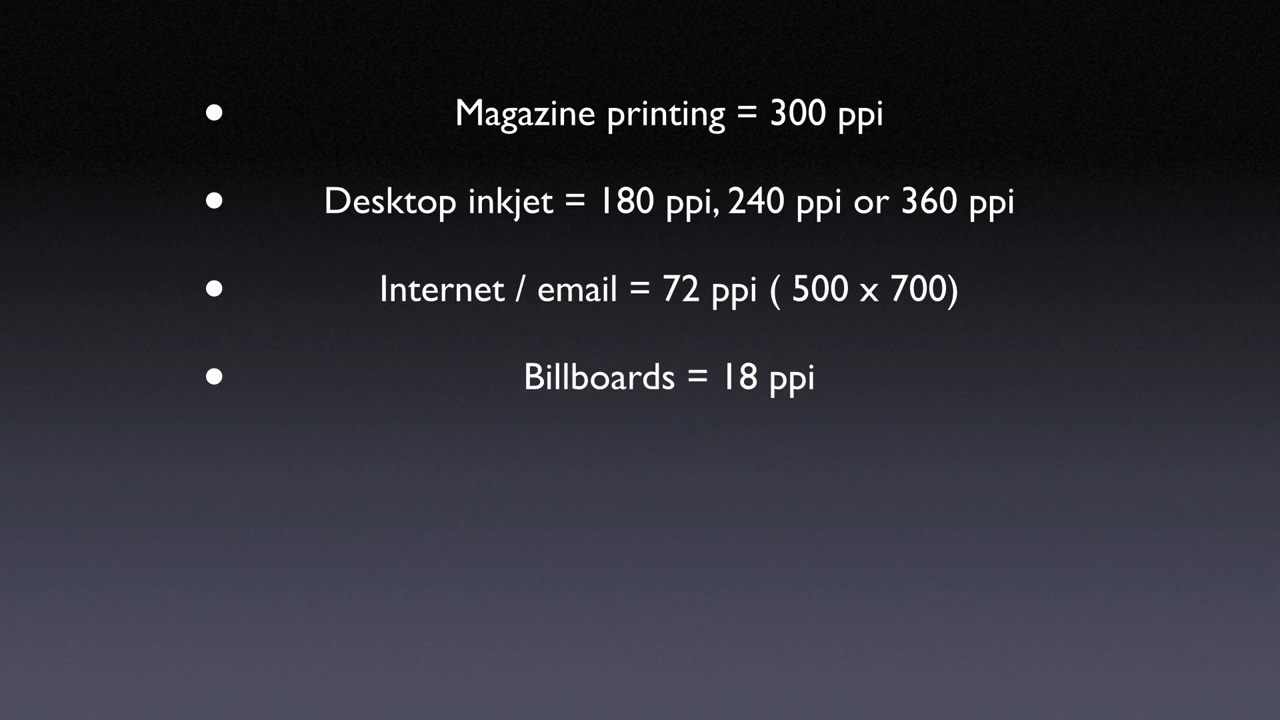 • Magazine printing = 300 ppi
• Desktop inkjet = 180 ppi, 240 ppi or 360 ppi
• Internet / email = 72 ppi ( 500 x 700)
• Billboards = 18 ppi